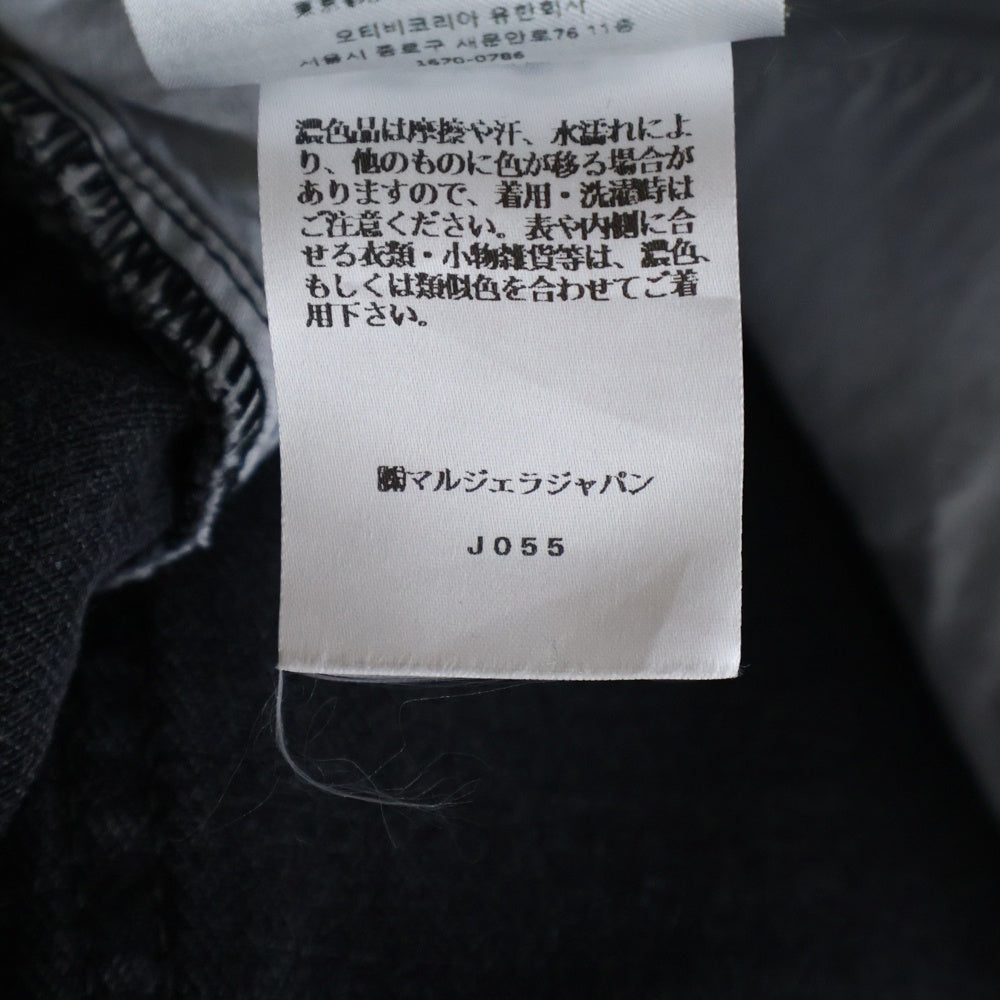 東京都
오티비코리아 유한회사
서울시 종로구 새문안로76 11층
1670-0786
濃色品は摩擦や汗、水濡れによ
り、他のものに色が移る場合が
ありますので、着用・洗濯時は
ご注意ください。表や内側に合
せる衣類・小物雑貨等は、濃色、
もしくは類似色を合わせてご着
用下さい。
㈱マルジェラジャパン
J055